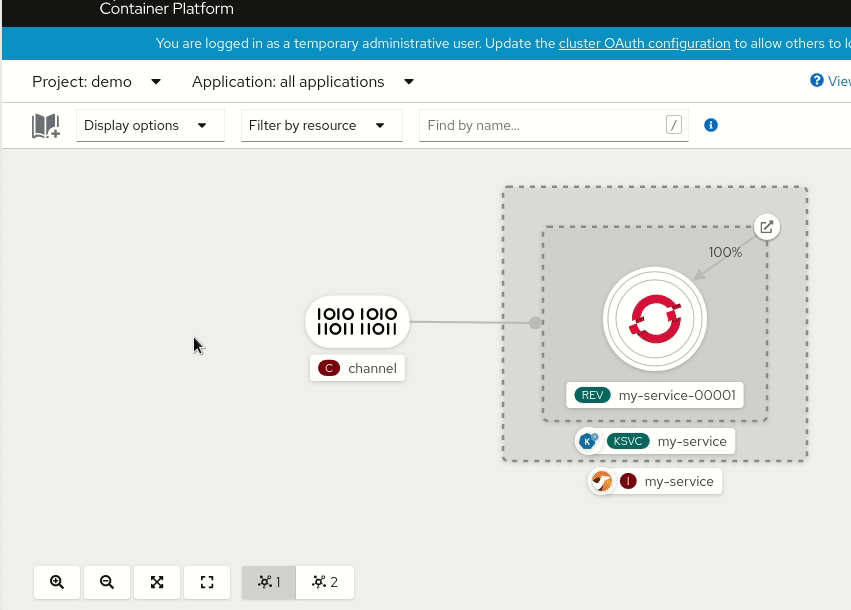 Container Platform
You are logged in as a temporary administrative user. Update the cluster OAuth configuration to allow others to lo
Project: demo
Application: all applications
View
Display options
Filter by resource
Find by name...
/
100%
1010 1010
11011 11011
C channel
REV my-service-00001
KSVC my-service
I my-service
1
2